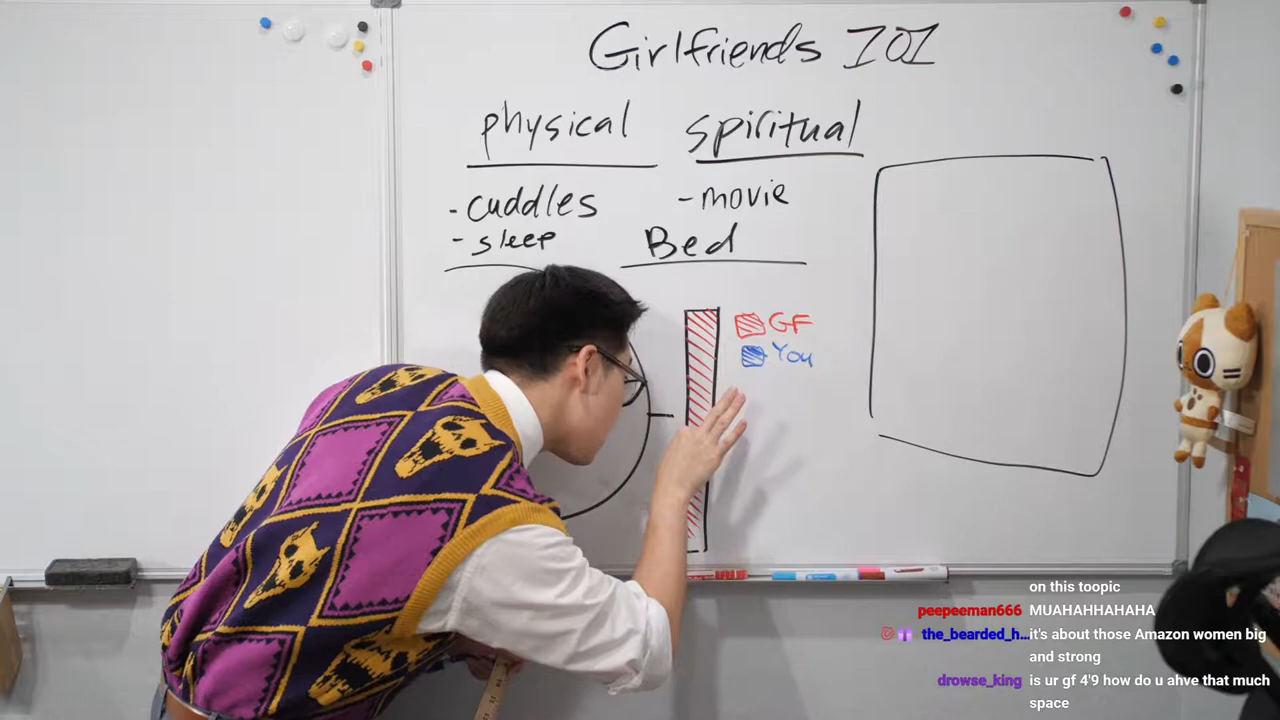 Girlfriends 101
physical
spiritual
- cuddles
- movie
- sleep
Bed
GF
You
on this toopic
peepeeman666 MUAHAHHAHAHA
the_bearded_h... it's about those Amazon women big
and strong
drowse_king is ur gf 4'9 how do u ahve that much
space